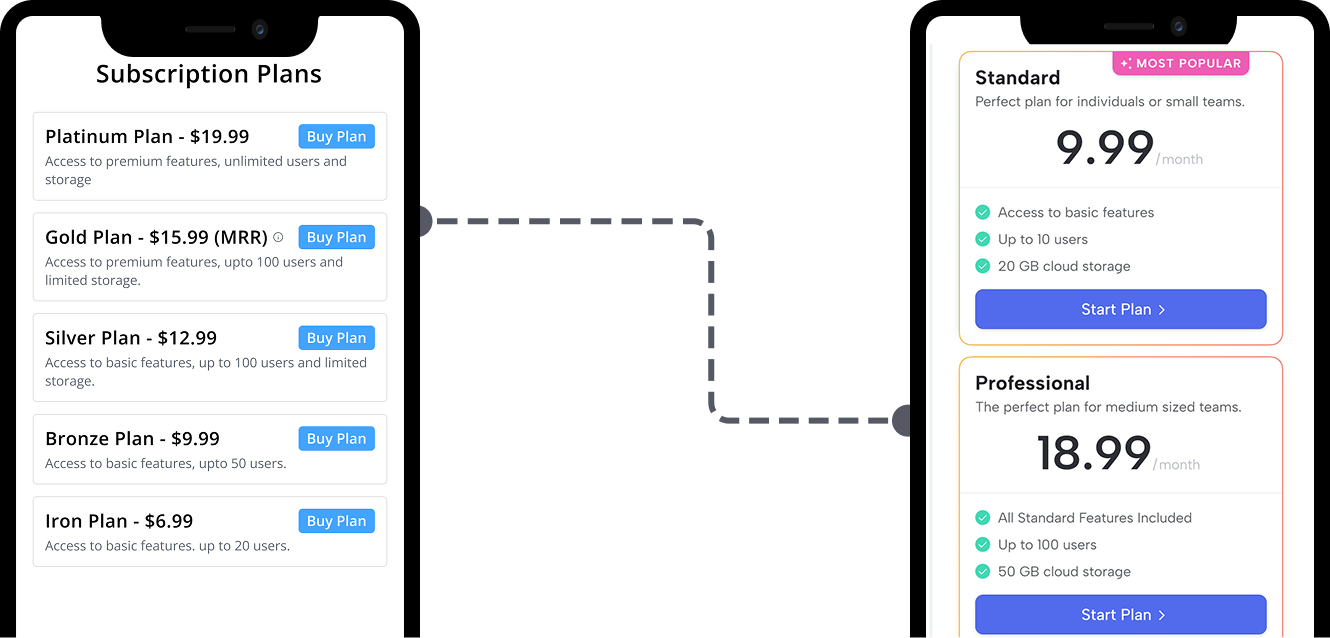 Subscription Plans
Platinum Plan - $19.99
Buy Plan
Access to premium features, unlimited users and
storage
Gold Plan - $15.99 (MRR)
Buy Plan
Access to premium features, upto 100 users and
limited storage.
Silver Plan - $12.99
Buy Plan
Access to basic features, up to 100 users and limited
storage.
Bronze Plan - $9.99
Buy Plan
Access to basic features, upto 50 users.
Iron Plan - $6.99
Buy Plan
Access to basic features. up to 20 users.
MOST POPULAR
Standard
Perfect plan for individuals or small teams.
9.99/month
Access to basic features
Up to 10 users
20 GB cloud storage
Start Plan
Professional
The perfect plan for medium sized teams.
18.99/month
All Standard Features Included
Up to 100 users
50 GB cloud storage
Start Plan